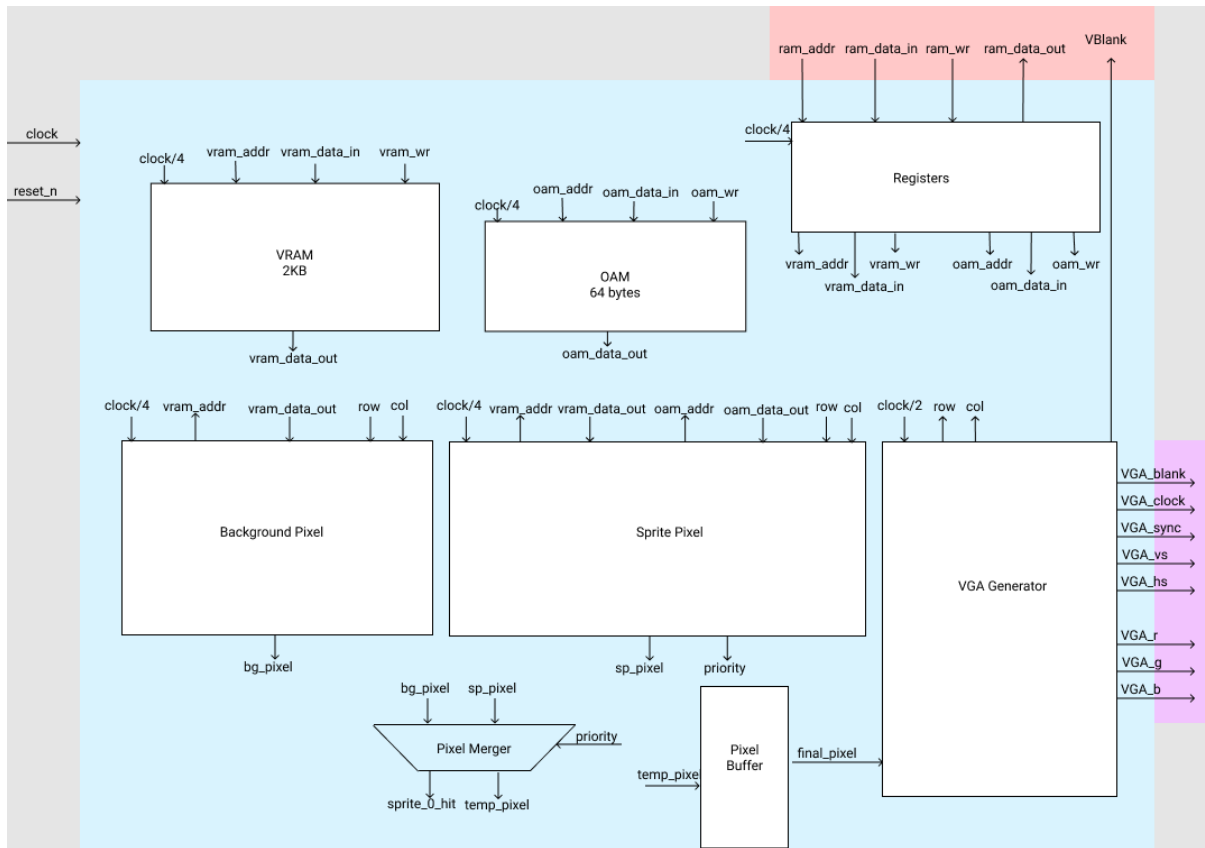 ram_addr ram_data_in ram_wr ram_data_out VBlank
clock
clock/4
clock/4 vram_addr vram_data_in vram_wr
Registers
reset_n
clock/4 oam_addr oam_data_in oam_wr
VRAM
2KB
OAM
64 bytes
vram_addr vram_wr oam_addr oam_wr
vram_data_in oam_data_in
vram_data_out
oam_data_out
clock/4 vram_addr vram_data_out row col
clock/4 vram_addr vram_data_out oam_addr oam_data_out row col
clock/2 row col
VGA_blank
VGA_clock
VGA_sync
VGA_vs
VGA_hs
Background Pixel
Sprite Pixel
VGA Generator
VGA_r
VGA_g
VGA_b
bg_pixel
sp_pixel priority
bg_pixel sp_pixel
priority
Pixel Merger
Pixel
Buffer
final_pixel
temp_pixel
sprite_0_hit temp_pixel